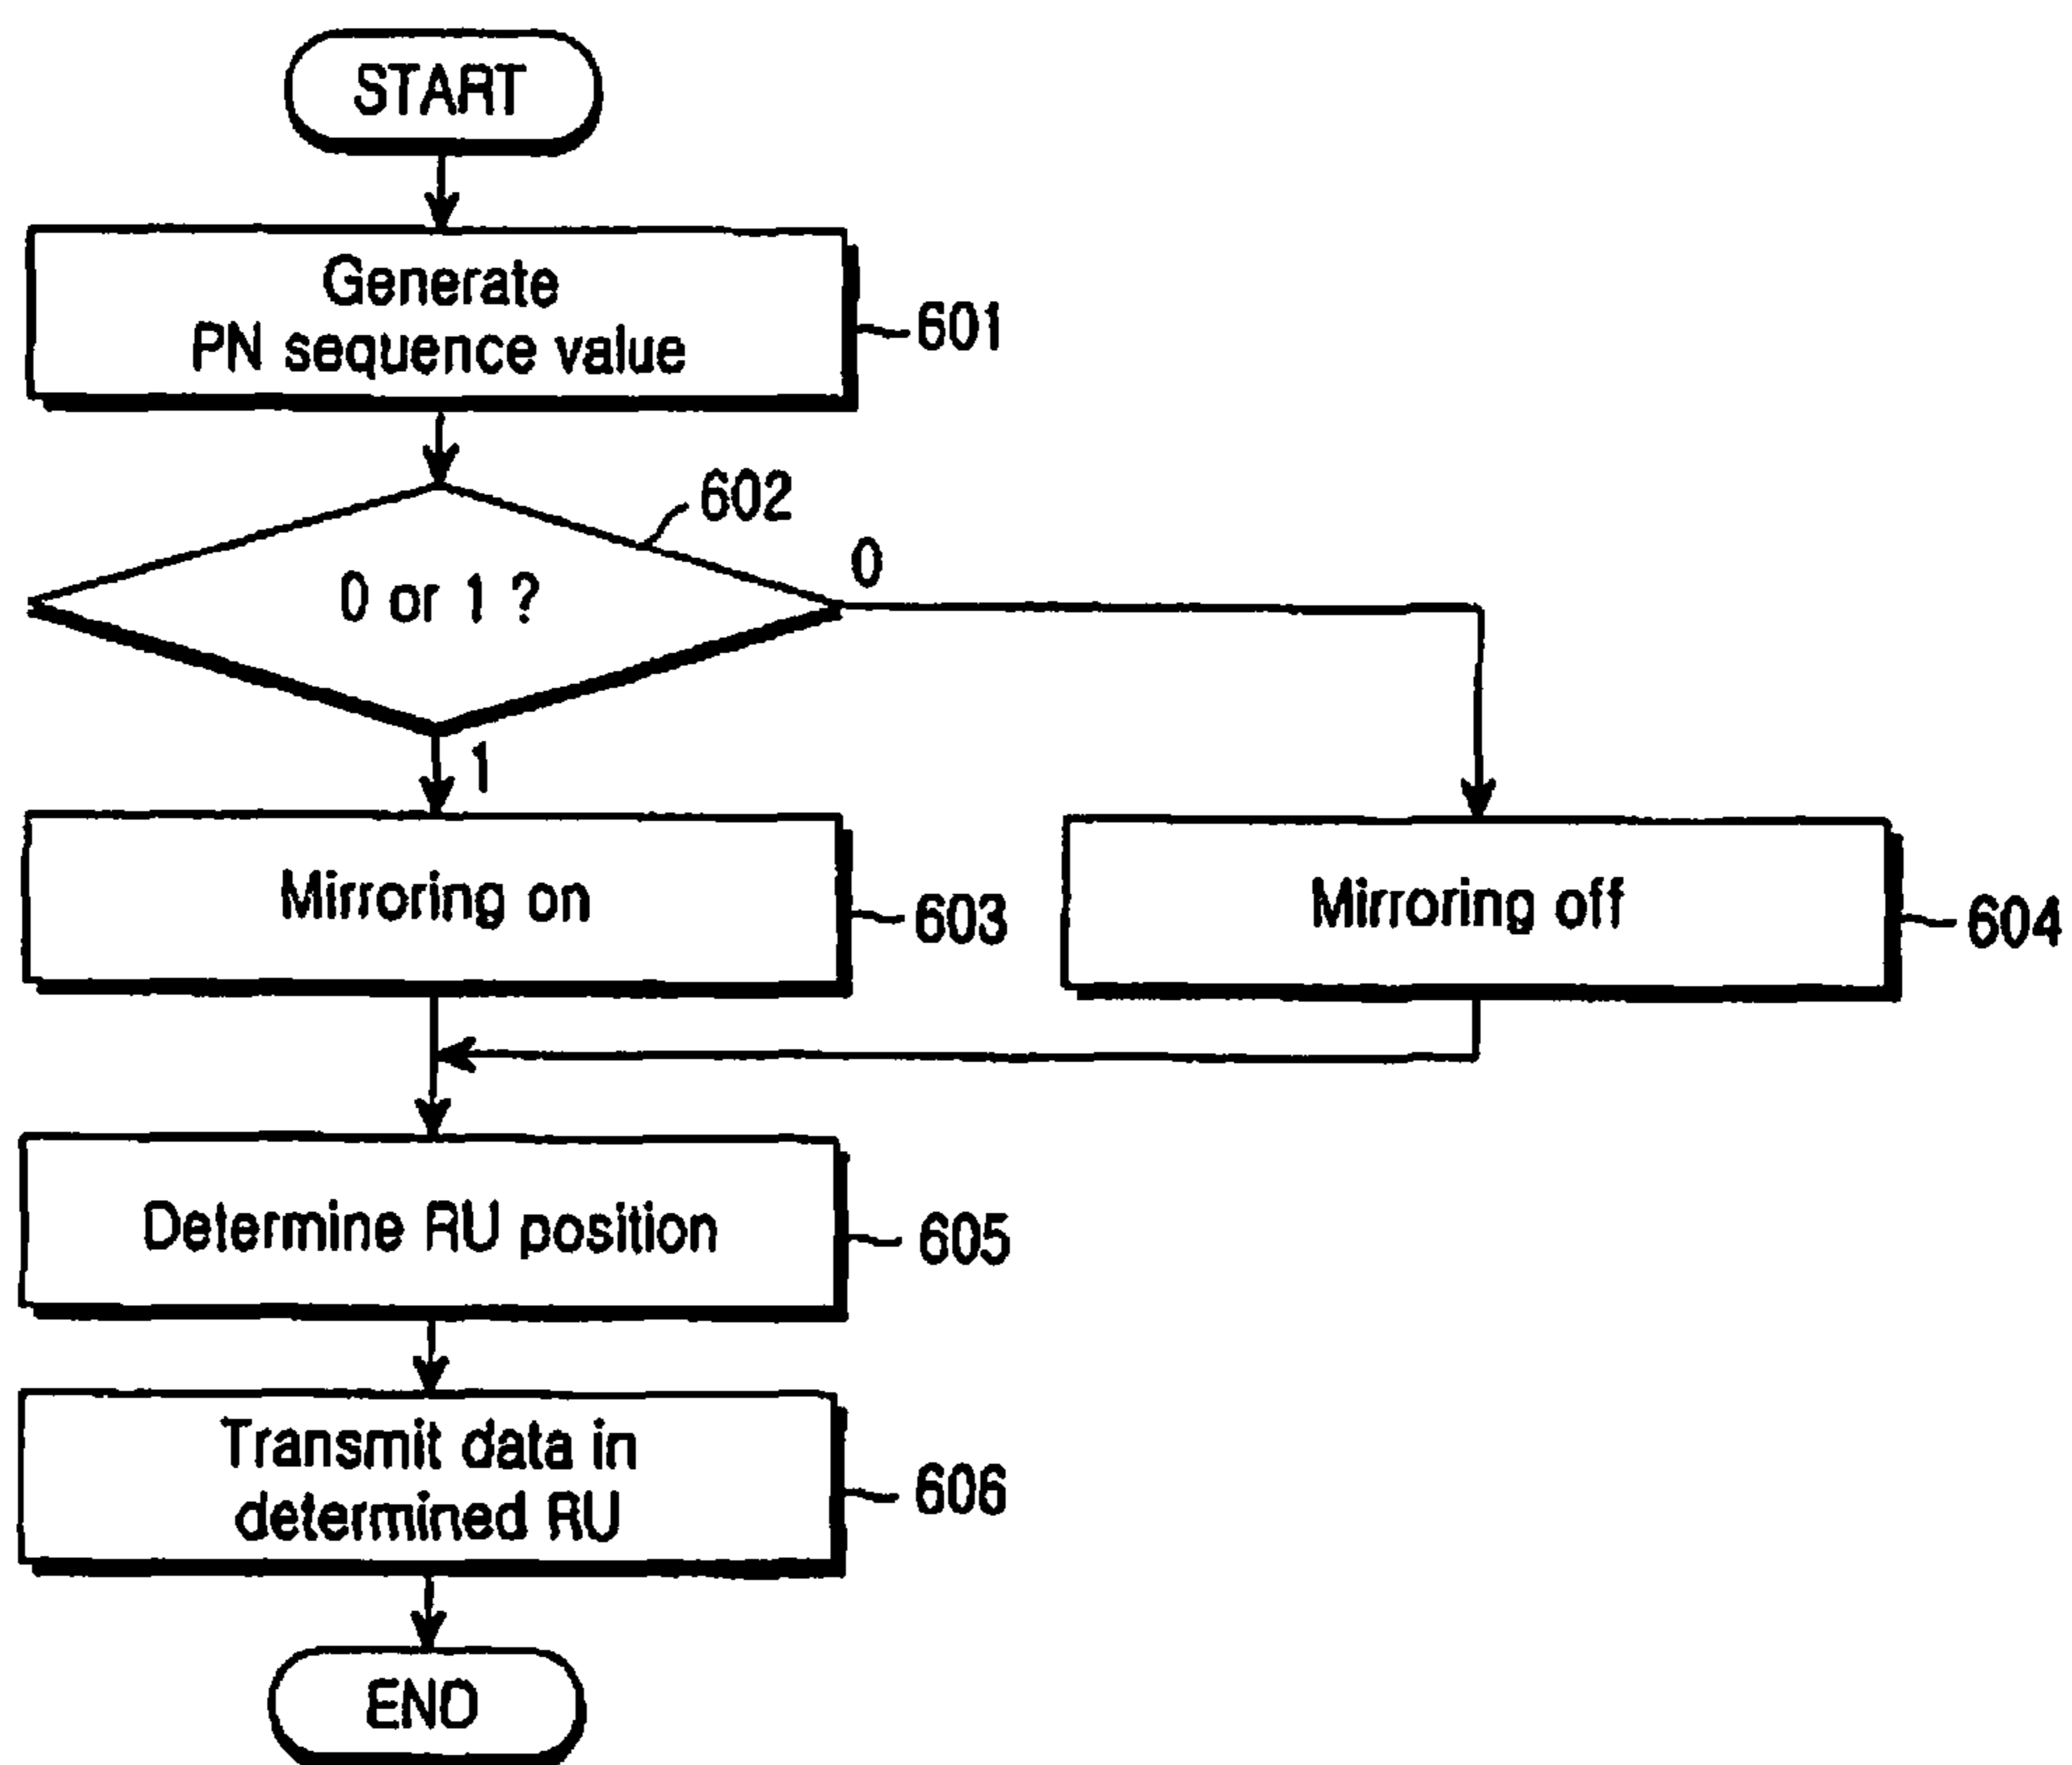 START
Generate
PN sequence value
601
602
0 or 1 ?
0
1
Mirroring on
603
Mirroring off
604
Determine RU position
605
Transmit data in
determined RU
606
END